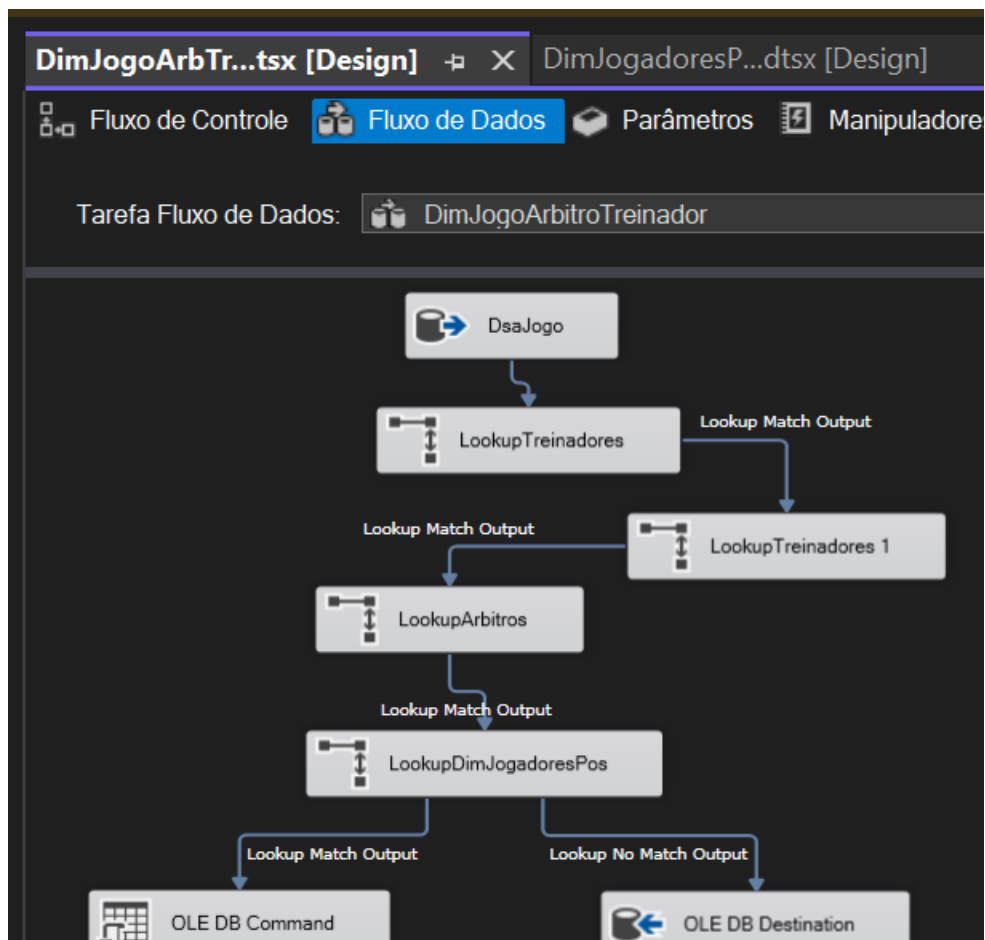 DimJogoArbTr...tsx [Design] DimJogadoresP...dtsx [Design]
Fluxo de Controle Fluxo de Dados Parâmetros Manipuladores
Tarefa Fluxo de Dados: DimJogoArbitroTreinador
DsaJogo
Lookup Match Output
LookupTreinadores
Lookup Match Output
LookupTreinadores 1
LookupArbitros
Lookup Match Output
LookupDimJogadoresPos
Lookup Match Output Lookup No Match Output
OLE DB Command OLE DB Destination